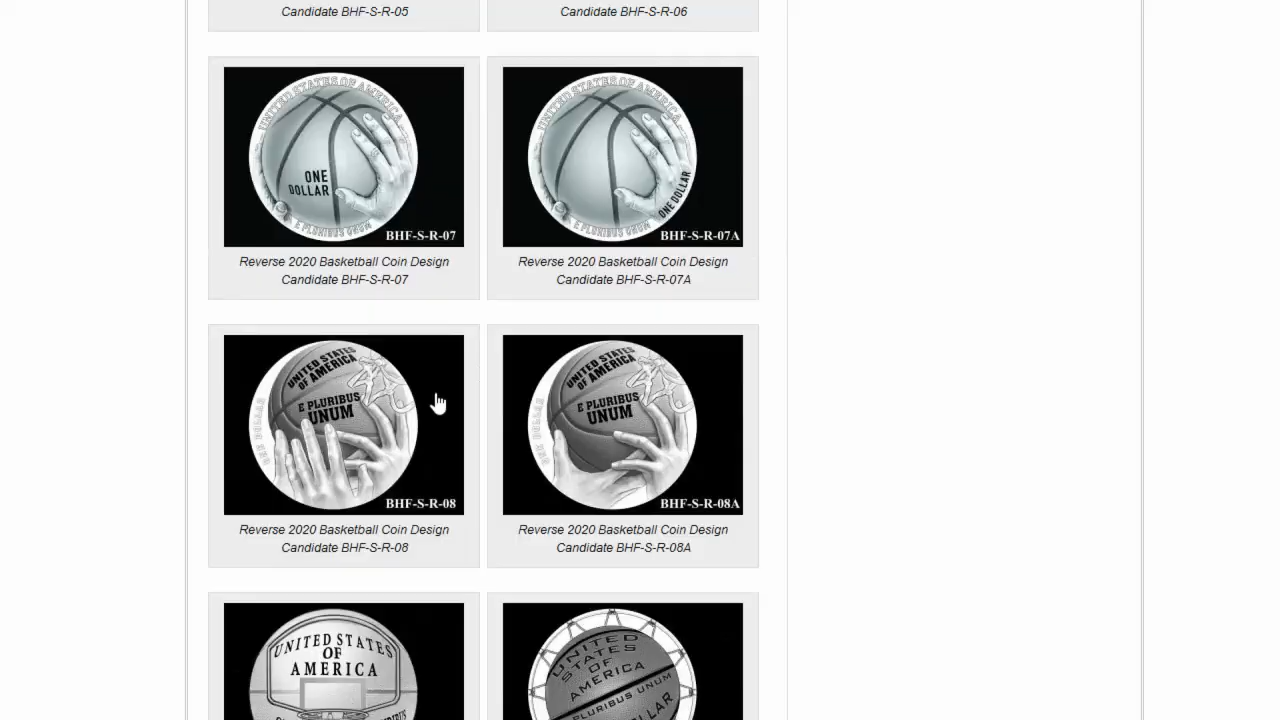 Candidate BHF-S-R-05
Candidate BHF-S-R-06
UNITED STATES OF AMERICA
ONE
DOLLAR
E PLURIBUS UNUM
BHF-S-R-07
UNITED STATES OF AMERICA
ONE DOLLAR
E PLURIBUS UNUM
BHF-S-R-07A
Reverse 2020 Basketball Coin Design
Candidate BHF-S-R-07
Reverse 2020 Basketball Coin Design
Candidate BHF-S-R-07A
UNITED STATES
OF AMERICA
E PLURIBUS
UNUM
ONE DOLLAR
BHF-S-R-08
UNITED STATES
OF AMERICA
E PLURIBUS
UNUM
ONE DOLLAR
BHF-S-R-08A
Reverse 2020 Basketball Coin Design
Candidate BHF-S-R-08
Reverse 2020 Basketball Coin Design
Candidate BHF-S-R-08A
UNITED STATES
OF
AMERICA
UNITED
STATES
OF
AMERICA
PLURIBUS UNUM